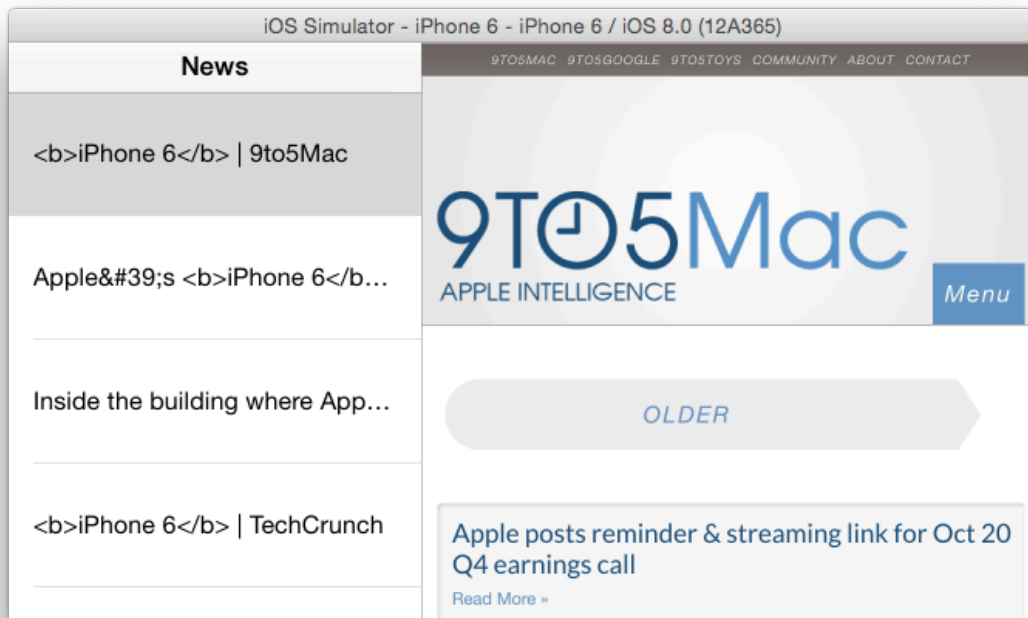 iOS Simulator - iPhone 6 - iPhone 6 / iOS 8.0 (12A365)
News
<b>iPhone 6</b> | 9to5Mac
Apple&#39;s <b>iPhone 6</b...
Inside the building where App...
<b>iPhone 6</b> | TechCrunch
9TO5MAC 9TO5GOOGLE 9TO5TOYS COMMUNITY ABOUT CONTACT
9TO5Mac
APPLE INTELLIGENCE
Menu
OLDER
Apple posts reminder & streaming link for Oct 20
Q4 earnings call
Read More »